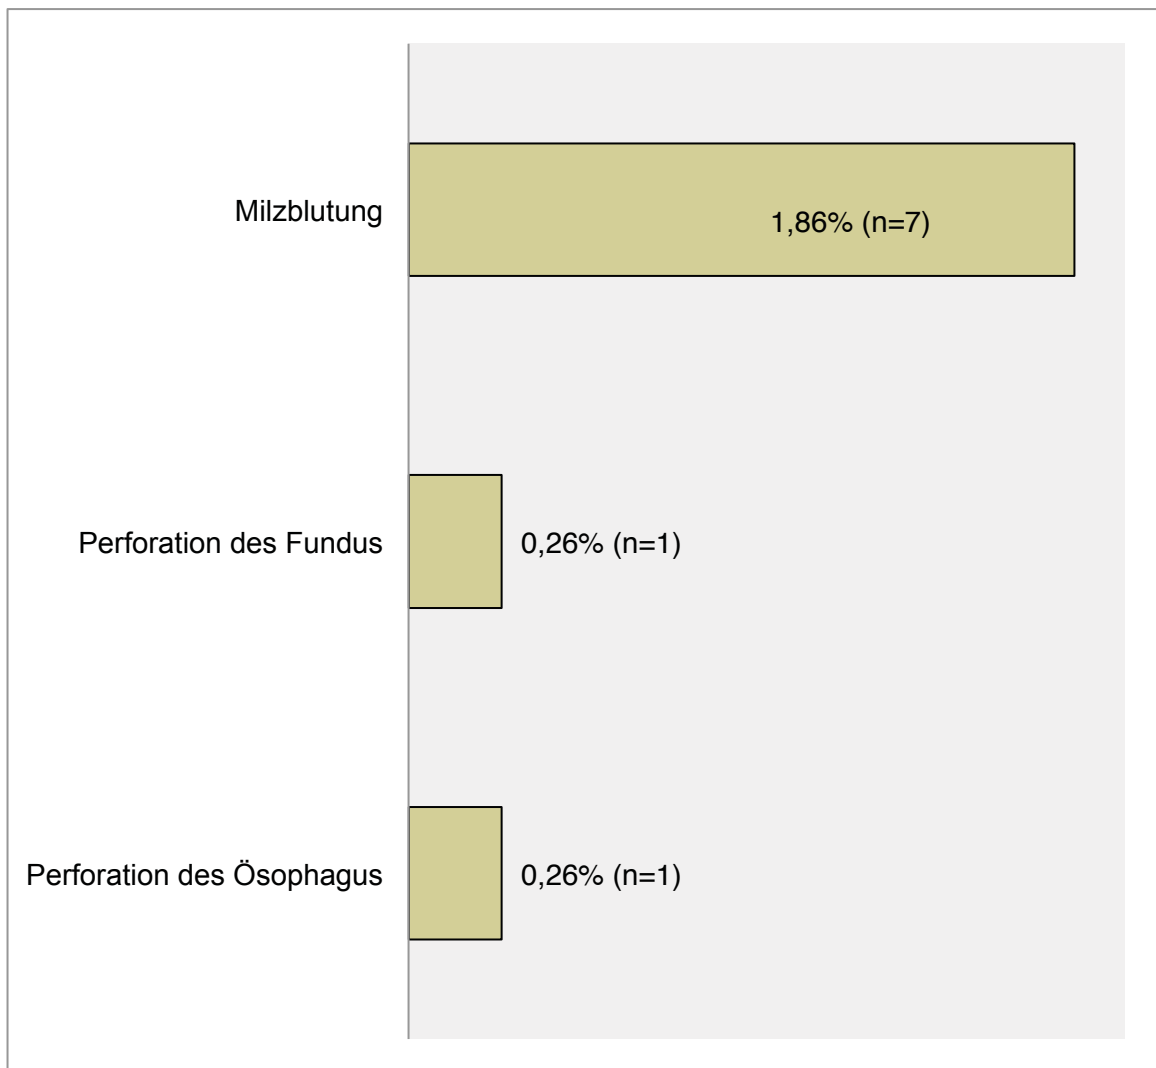 Milzblutung
1,86% (n=7)
Perforation des Fundus
0,26% (n=1)
Perforation des Ösophagus
0,26% (n=1)